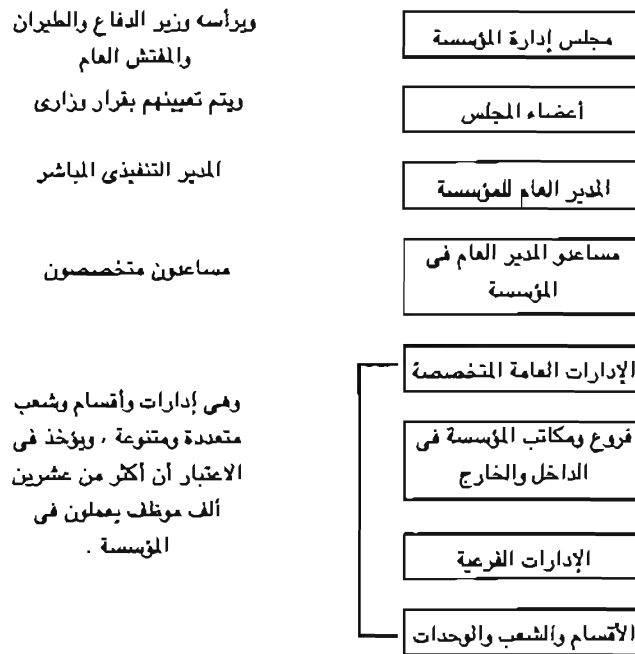 مجلس إدارة المؤسسة
ويرأسه وزير الدفاع والطيران
والمفتش العام
أعضاء المجلس
ويتم تعيينهم بقرار وزارى
المدير العام للمؤسسة
المدير التنفيذى المباشر
مساعدو المدير العام فى
المؤسسة
مساعدون متخصصون
الإدارات العامة المتخصصة
فروع ومكاتب المؤسسة فى
الداخل والخارج
الإدارات الفرعية
الأقسام والشعب والوحدات
وهى إدارات وأقسام وشعب
متعددة ومتنوعة ، ويؤخذ فى
الاعتبار أن أكثر من عشرين
ألف موظف يعملون فى
المؤسسة .